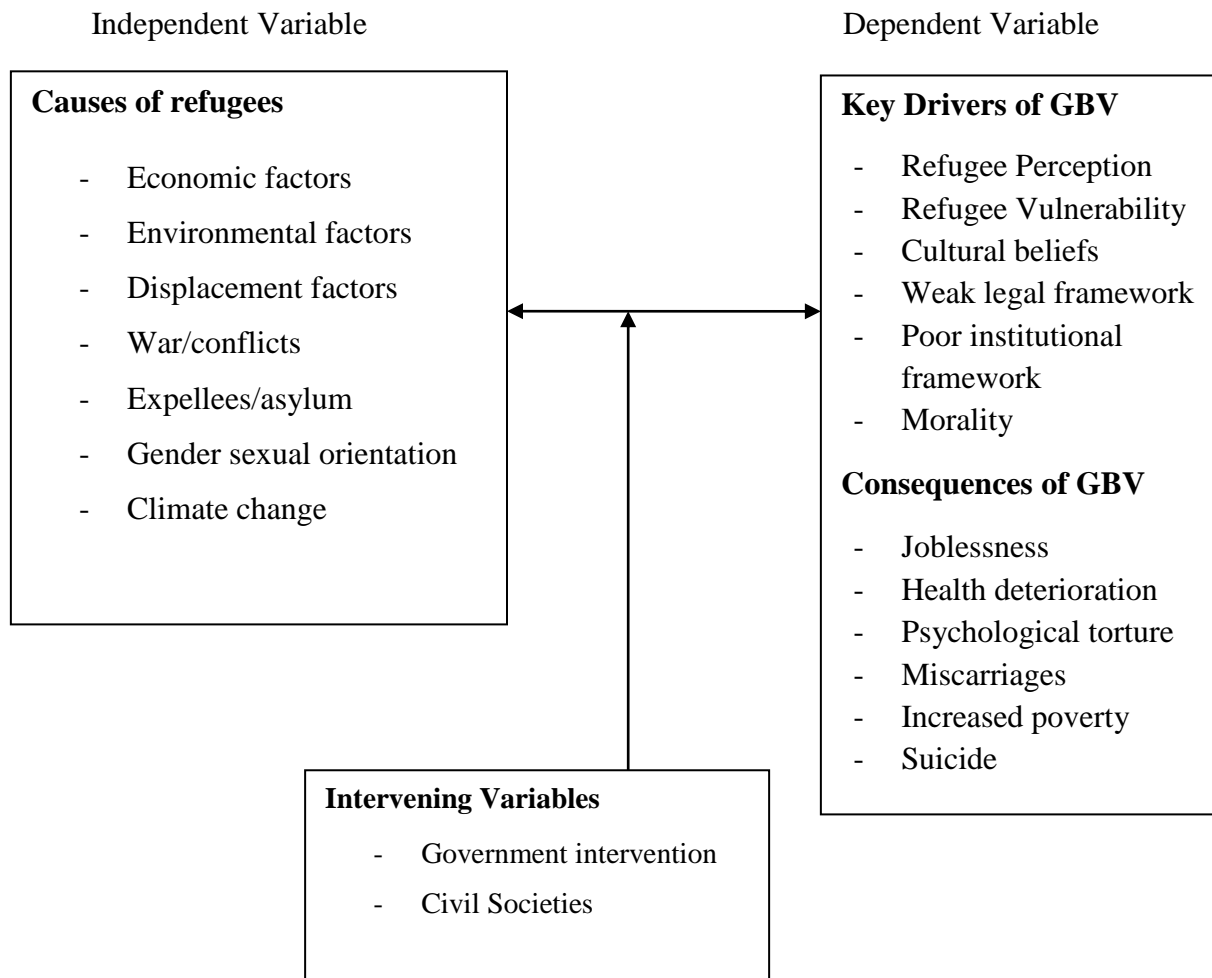 Independent Variable
Dependent Variable
Causes of refugees
- Economic factors
- Environmental factors
- Displacement factors
- War/conflicts
- Expellees/asylum
- Gender sexual orientation
- Climate change
Key Drivers of GBV
- Refugee Perception
- Refugee Vulnerability
- Cultural beliefs
- Weak legal framework
- Poor institutional
framework
- Morality
Consequences of GBV
- Joblessness
- Health deterioration
- Psychological torture
- Miscarriages
- Increased poverty
- Suicide
Intervening Variables
- Government intervention
- Civil Societies